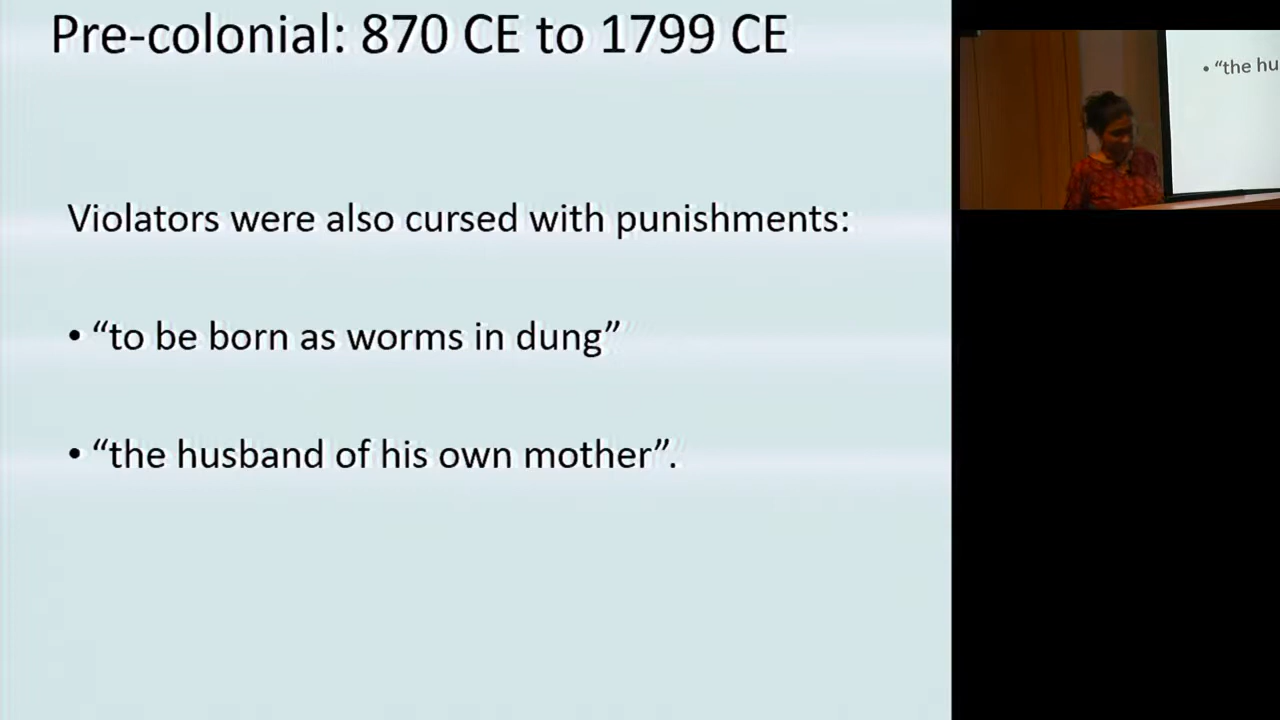 Pre-colonial: 870 CE to 1799 CE
Violators were also cursed with punishments:
• “to be born as worms in dung”
• “the husband of his own mother”.
• “the hu